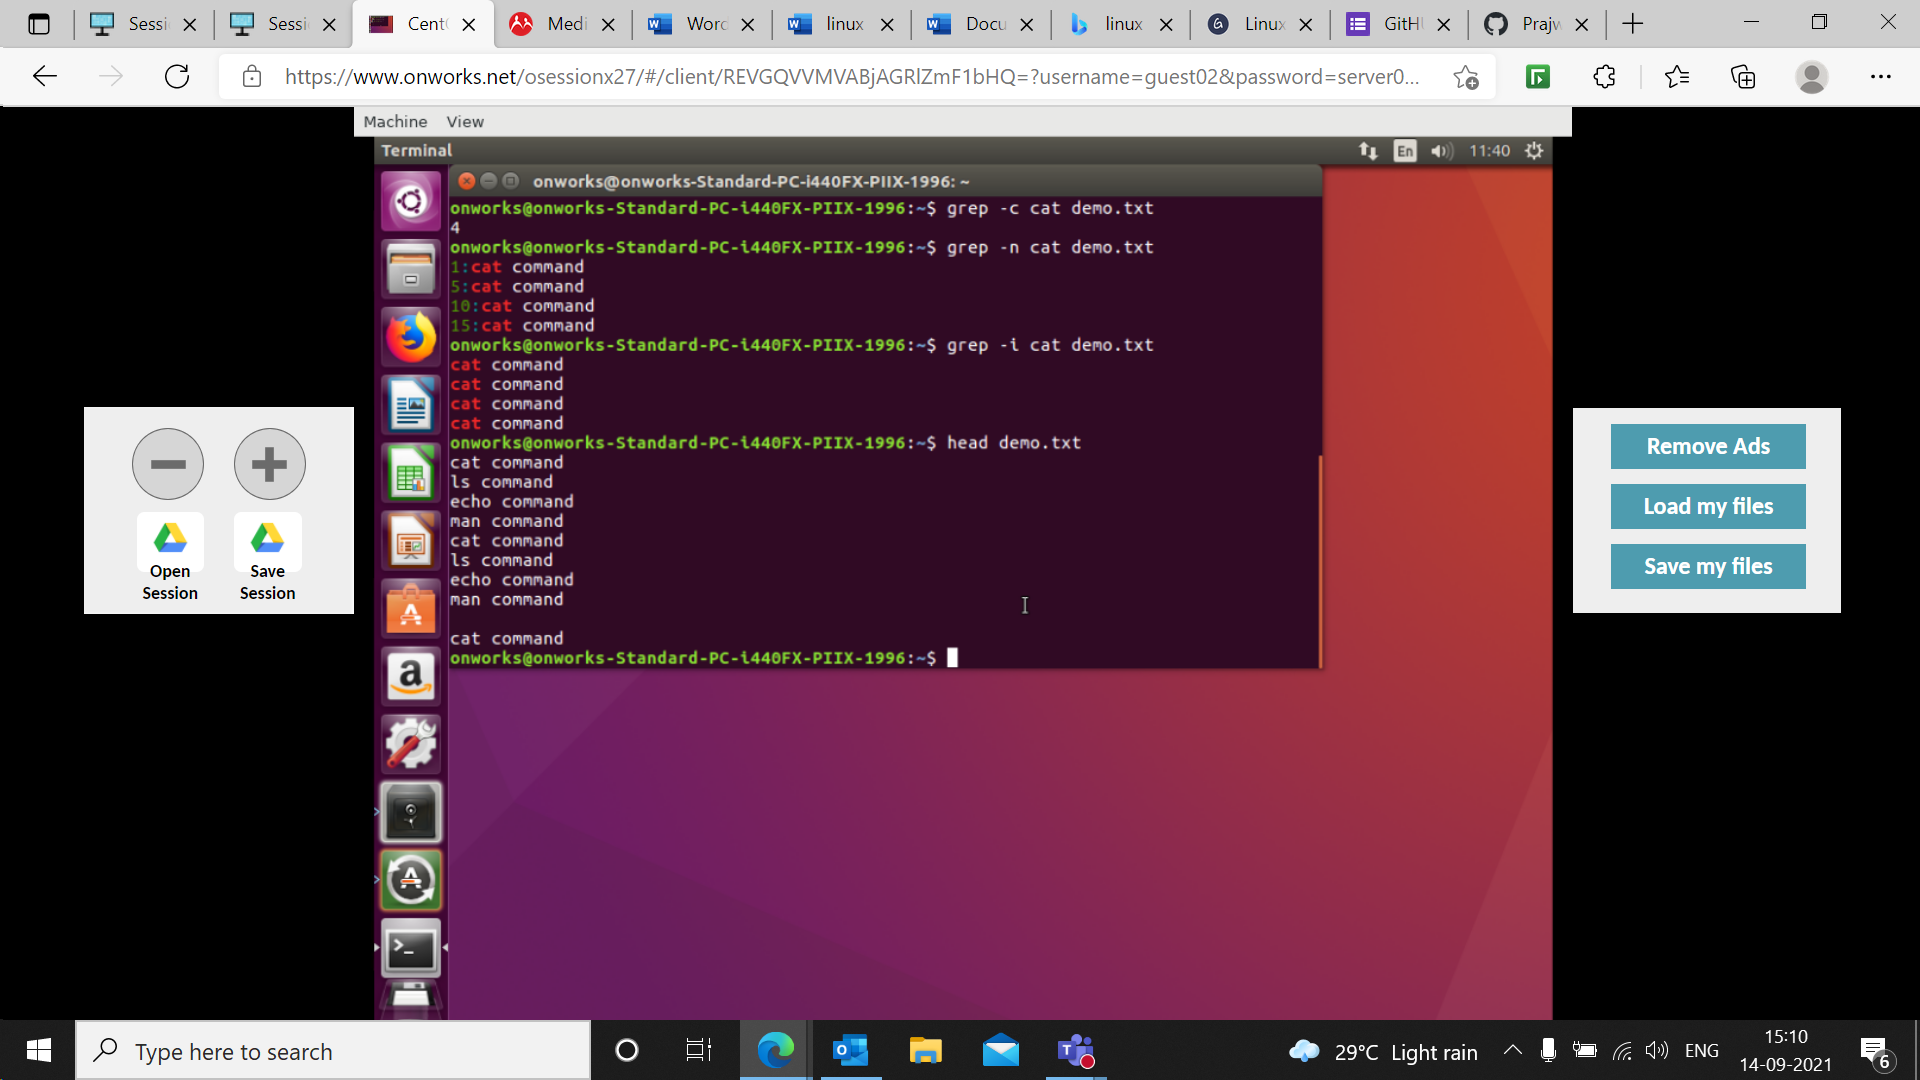 Sessi
Sessi
Cent
Medi
Word
linux
Docu
linux
Linux
GitHu
Prajw
https://www.onworks.net/osessionx27/#/client/REVGQVVMVABjAGRlZmF1bHQ=?username=guest02&password=server0...
Machine View
Terminal
En
11:40
onworks@onworks-Standard-PC-i440FX-PIIX-1996: ~
onworks@onworks-Standard-PC-i440FX-PIIX-1996:~$ grep -c cat demo.txt
4
onworks@onworks-Standard-PC-i440FX-PIIX-1996:~$ grep -n cat demo.txt
1:cat command
5:cat command
10:cat command
15:cat command
onworks@onworks-Standard-PC-i440FX-PIIX-1996:~$ grep -i cat demo.txt
cat command
cat command
cat command
cat command
onworks@onworks-Standard-PC-i440FX-PIIX-1996:~$ head demo.txt
cat command
ls command
echo command
man command
cat command
ls command
echo command
man command
cat command
onworks@onworks-Standard-PC-i440FX-PIIX-1996:~$
Open
Session
Save
Session
Remove Ads
Load my files
Save my files
Type here to search
29°C Light rain
ENG
15:10
14-09-2021
6